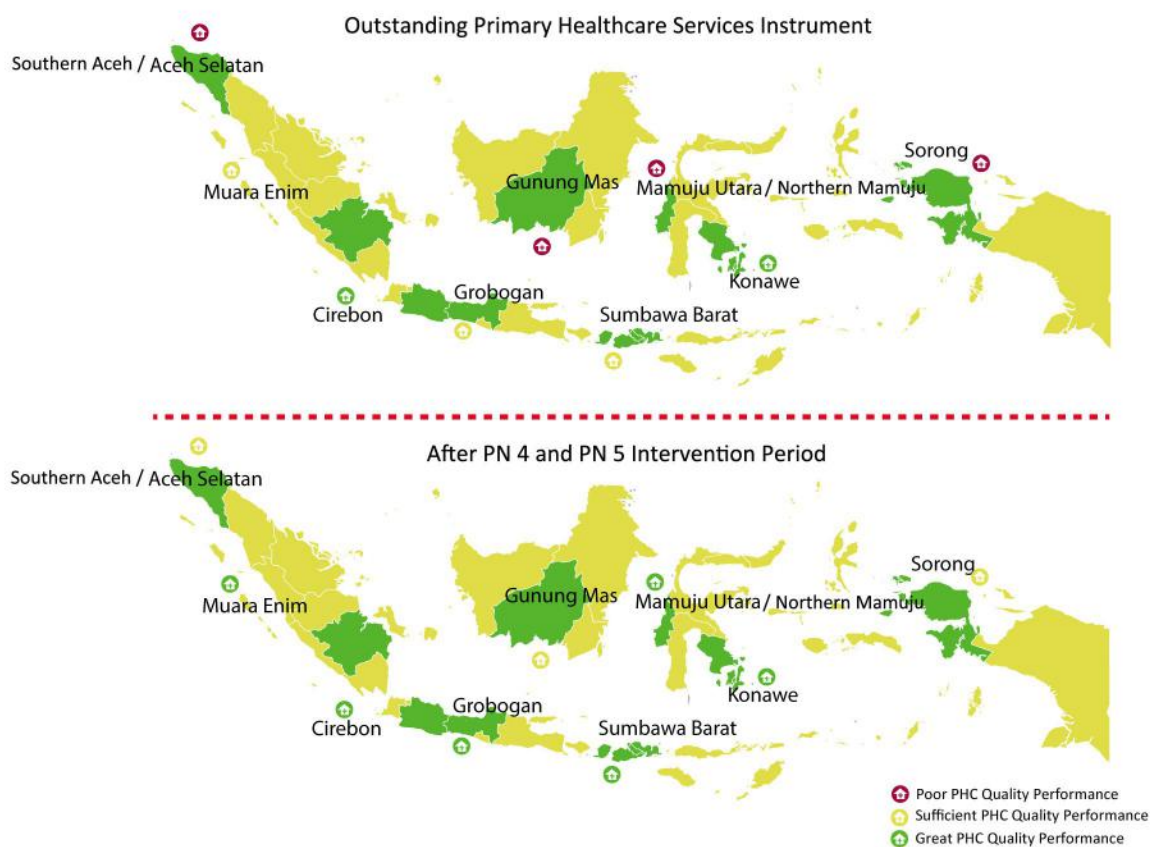 Outstanding Primary Healthcare Services Instrument
Southern Aceh / Aceh Selatan
Sorong
Muara Enim
Gunung Mas
Mamuju Utara/ Northern Mamuju
Konawe
Grobogan
Cirebon
Sumbawa Barat
After PN 4 and PN 5 Intervention Period
Southern Aceh / Aceh Selatan
Sorong
Muara Enim
Gunung Mas
Mamuju Utara/ Northern Mamuju
Konawe
Grobogan
Cirebon
Sumbawa Barat
Poor PHC Quality Performance
Sufficient PHC Quality Performance
Great PHC Quality Performance